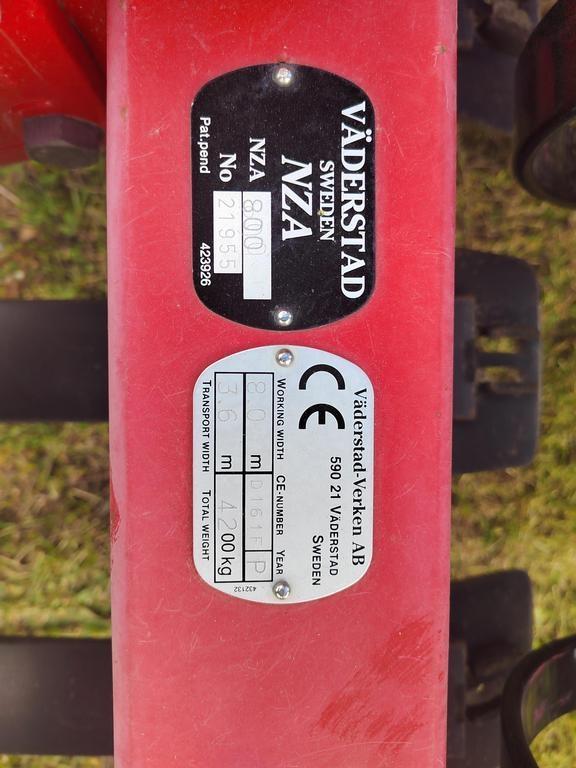 VÄDERSTAD
SWEDEN
NZA
NZA 800
No 21955
Pat.pend 423926
Väderstad-Verken AB
CE 590 21 VÄDERSTAD
SWEDEN
WORKING WIDTH CE-NUMBER YEAR
8.0 m P
3.6 m 4200 kg
TRANSPORT WIDTH TOTAL WEIGHT
432132